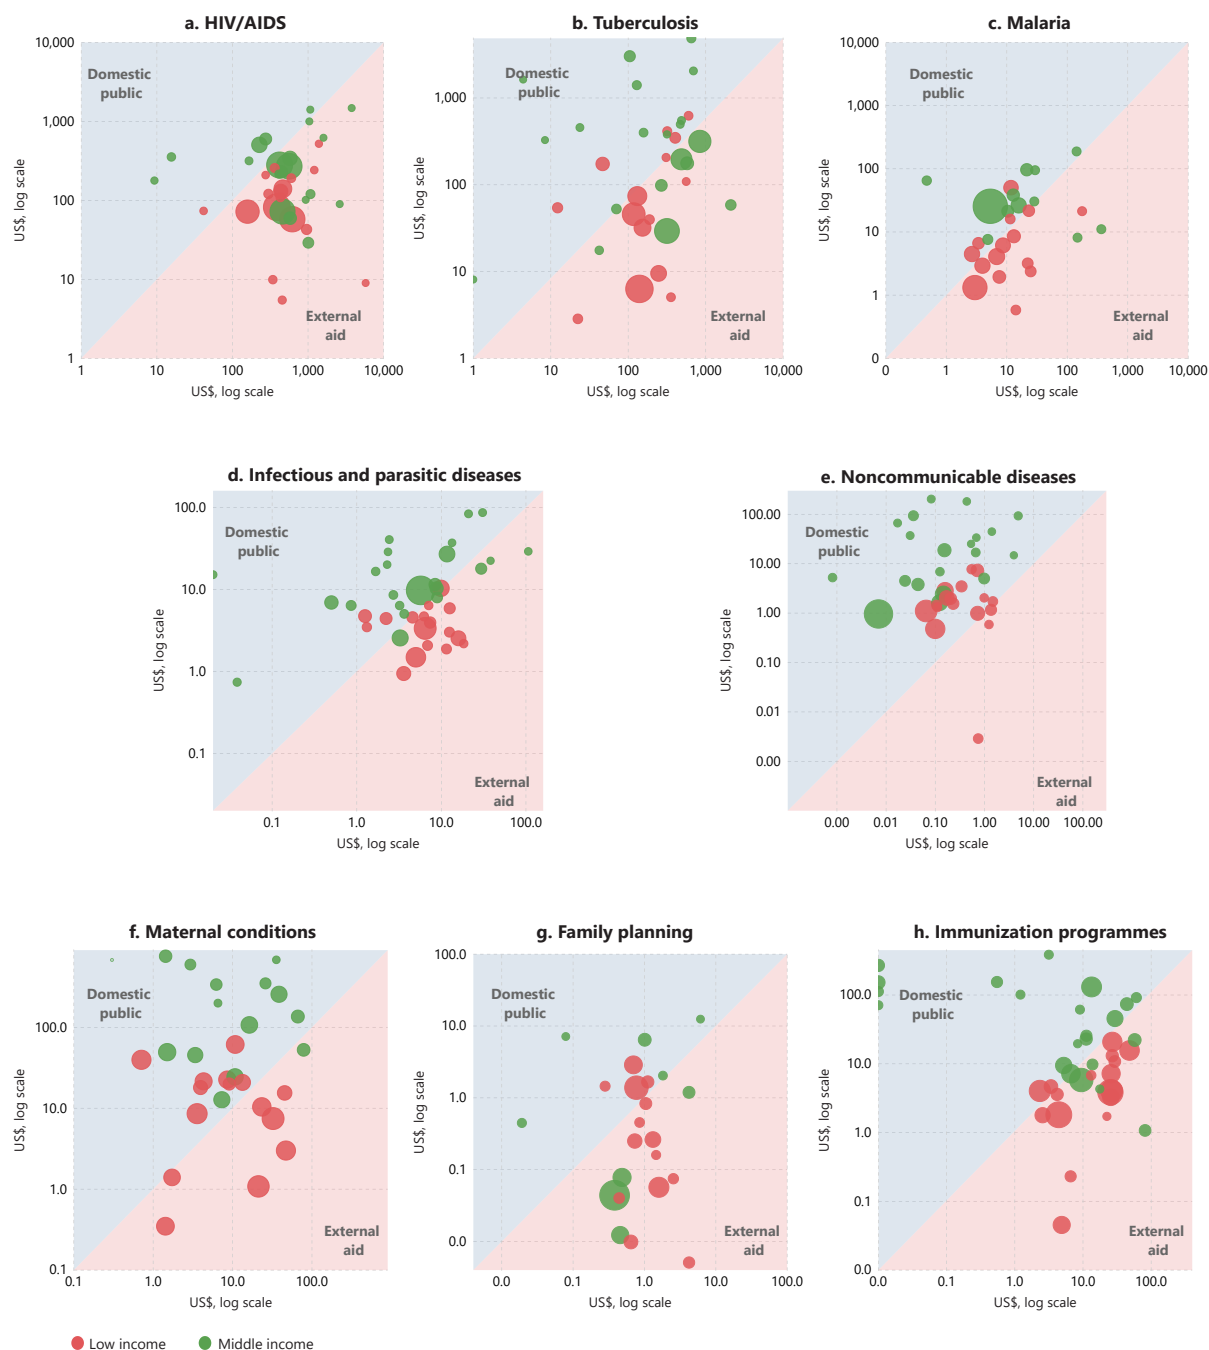 a. HIV/AIDS
10,000
1,000
100
10
1
US$, log scale
Domestic
public
External
aid
1
10
100
1,000
10,000
US$, log scale
b. Tuberculosis
1,000
100
10
1
US$, log scale
Domestic
public
External
aid
1
10
100
1,000
10,000
US$, log scale
c. Malaria
10,000
1,000
100
10
1
0
US$, log scale
Domestic
public
External
aid
0
1
10
100
1,000
10,000
US$, log scale
d. Infectious and parasitic diseases
100.0
10.0
1.0
0.1
US$, log scale
Domestic
public
External
aid
0.1
1.0
10.0
100.0
US$, log scale
e. Noncommunicable diseases
100.00
10.00
1.00
0.10
0.01
0.00
US$, log scale
Domestic
public
External
aid
0.00
0.01
0.10
1.00
10.00
100.00
US$, log scale
f. Maternal conditions
100.0
10.0
1.0
0.1
US$, log scale
Domestic
public
External
aid
0.1
1.0
10.0
100.0
US$, log scale
g. Family planning
100.0
10.0
1.0
0.1
0.0
US$, log scale
Domestic
public
External
aid
0.0
0.1
1.0
10.0
100.0
US$, log scale
h. Immunization programmes
100.0
10.0
1.0
0.1
0.0
US$, log scale
Domestic
public
External
aid
0.0
0.1
1.0
10.0
100.0
US$, log scale
Low income
Middle income